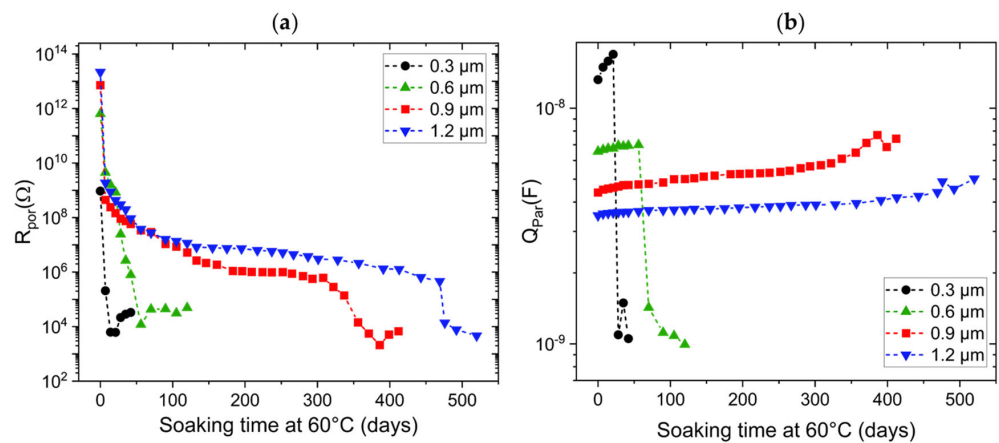 (a)
R_por(Ω)
10^14
10^12
10^10
10^8
10^6
10^4
10^2
0.3 µm
0.6 µm
0.9 µm
1.2 µm
0 100 200 300 400 500
Soaking time at 60°C (days)
(b)
Q_Par(F)
10^-8
10^-9
0.3 µm
0.6 µm
0.9 µm
1.2 µm
0 100 200 300 400 500
Soaking time at 60°C (days)